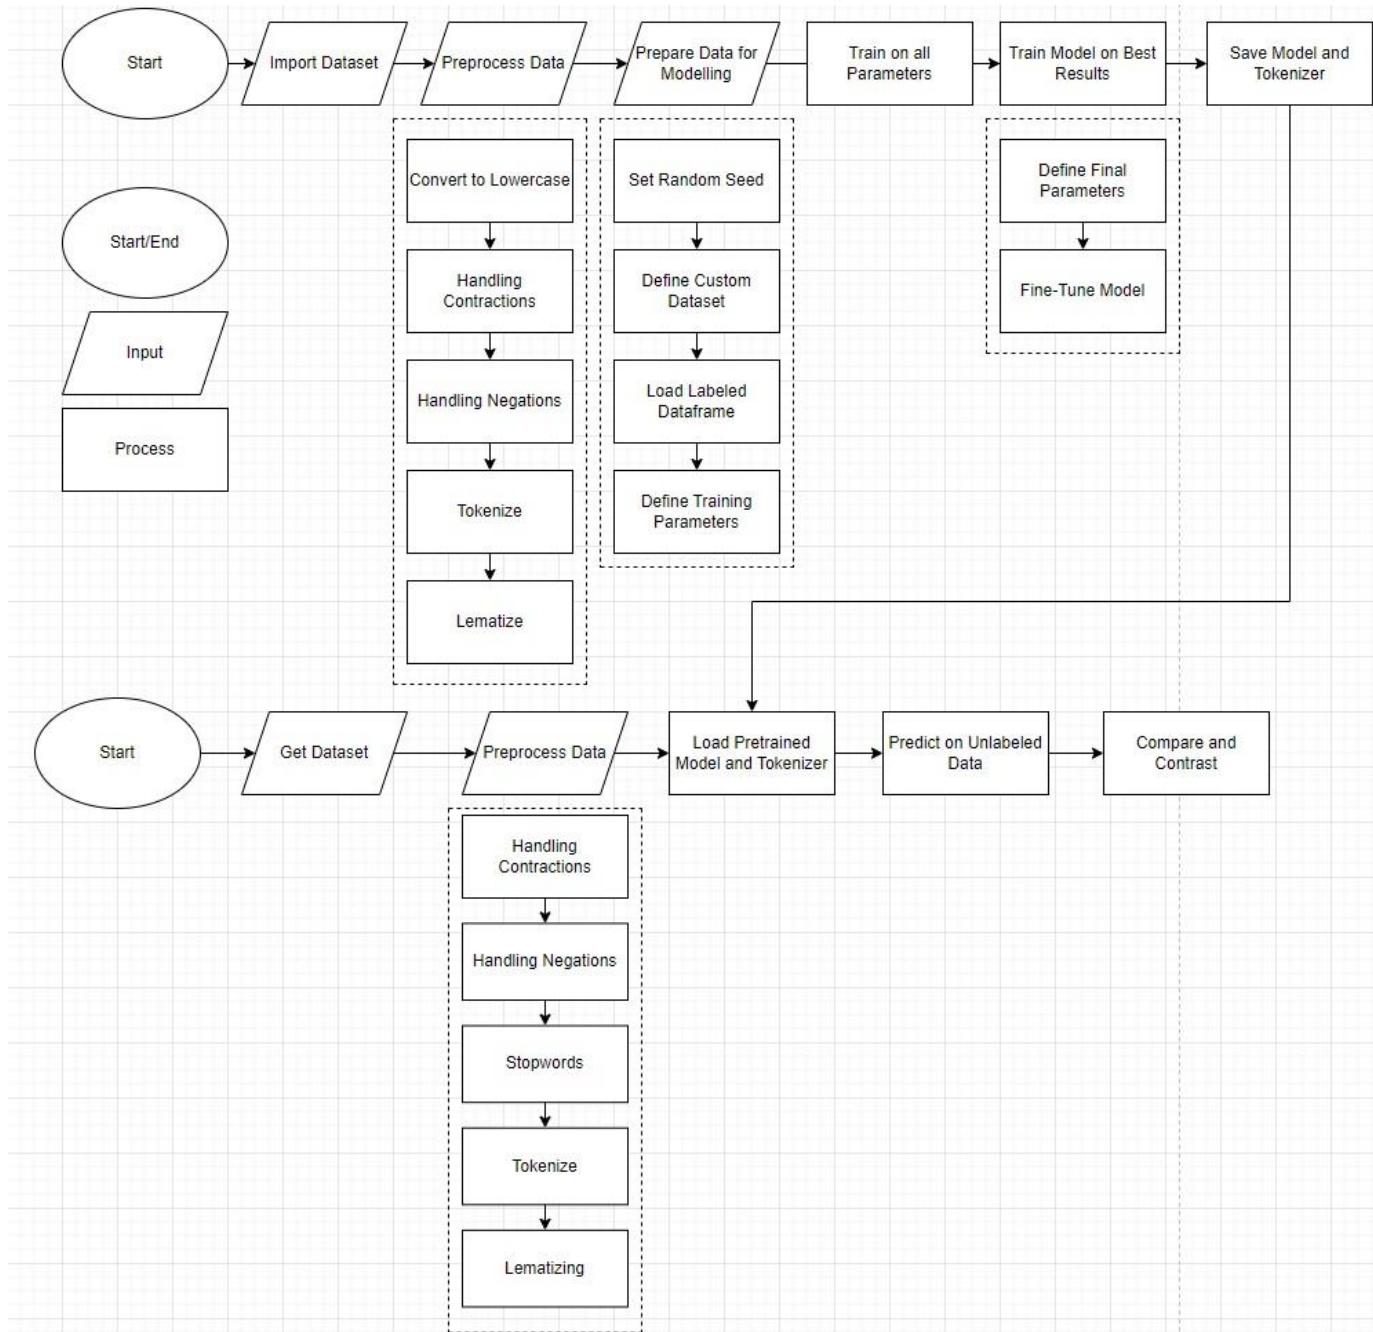 Start
Import Dataset
Preprocess Data
Prepare Data for
Modelling
Train on all
Parameters
Train Model on Best
Results
Save Model and
Tokenizer
Start/End
Input
Process
Convert to Lowercase
Handling
Contractions
Handling Negations
Tokenize
Lematize
Set Random Seed
Define Custom
Dataset
Load Labeled
Dataframe
Define Training
Parameters
Define Final
Parameters
Fine-Tune Model
Start
Get Dataset
Preprocess Data
Load Pretrained
Model and Tokenizer
Predict on Unlabeled
Data
Compare and
Contrast
Handling
Contractions
Handling Negations
Stopwords
Tokenize
Lematizing